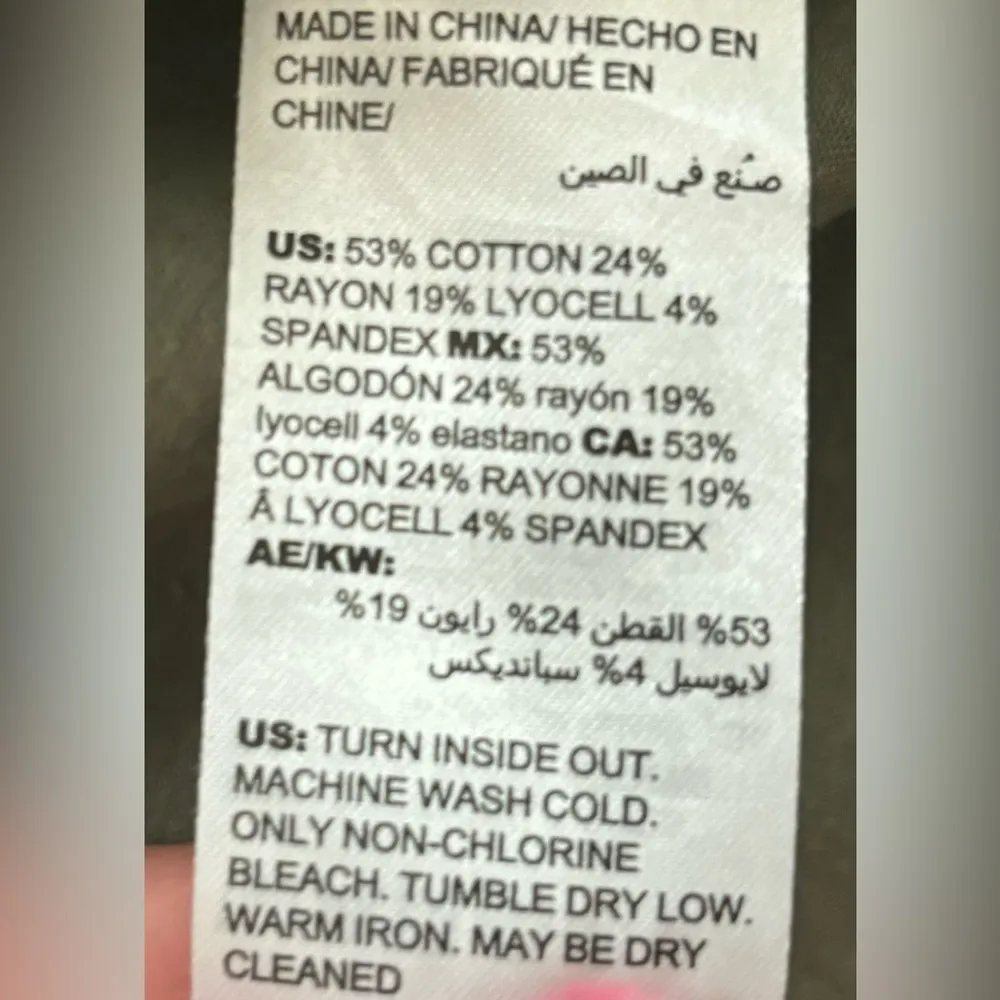 MADE IN CHINA/ HECHO EN
CHINA/ FABRIQUÉ EN
CHINE/
صُنع في الصين
US: 53% COTTON 24%
RAYON 19% LYOCELL 4%
SPANDEX MX: 53%
ALGODÓN 24% rayón 19%
lyocell 4% elastano CA: 53%
COTON 24% RAYONNE 19%
Â LYOCELL 4% SPANDEX
AE/KW:
53% القطن 24% رايون 19%
لايوسيل 4% سبانديكس
US: TURN INSIDE OUT.
MACHINE WASH COLD.
ONLY NON-CHLORINE
BLEACH. TUMBLE DRY LOW.
WARM IRON. MAY BE DRY
CLEANED